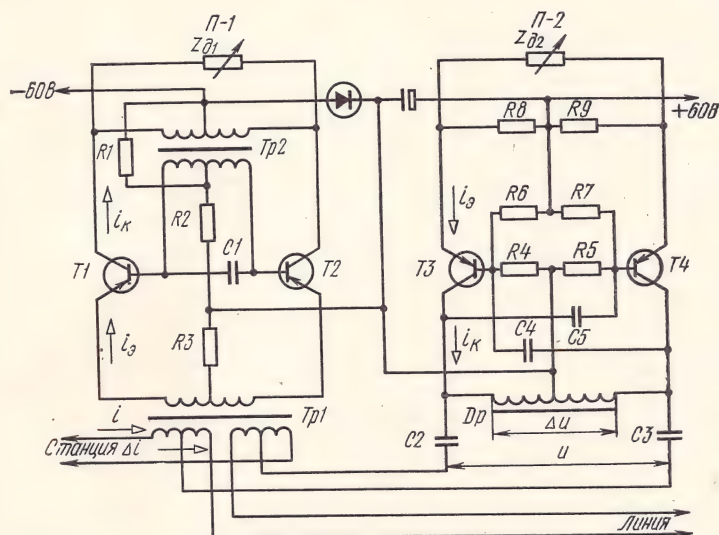 П-1
Zд1
П-2
Zд2
−60В
+60В
R1
Тр2
R8
R9
iк
R2
iэ
R6
R7
C1
T1
T2
T3
R4
R5
T4
iэ
R3
iк
C5
C4
i
Тр1
Др
Δu
C2
C3
Станция Δi
u
Линия